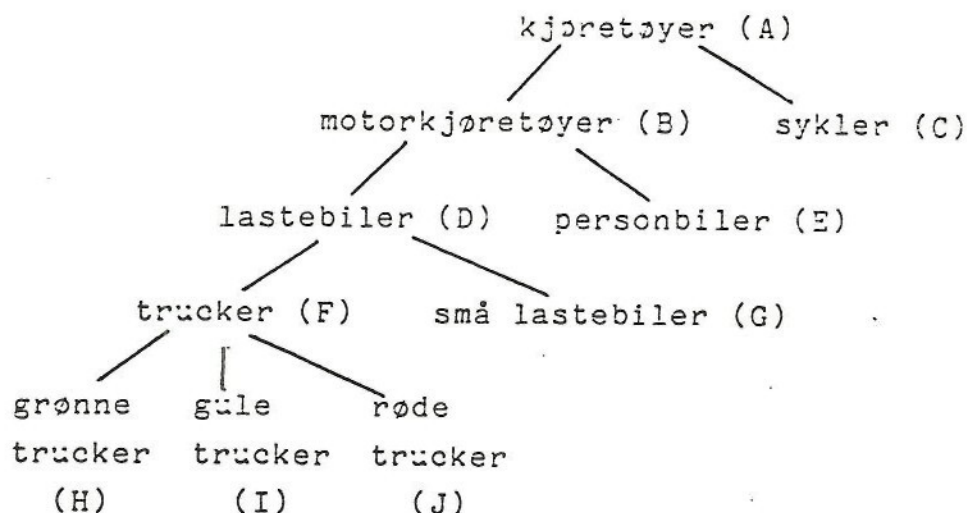 kjøretøyer (A)
motorkjøretøyer (B) sykler (C)
lastebiler (D) personbiler (E)
trucker (F) små lastebiler (G)
grønne gule røde
trucker trucker trucker
(H) (I) (J)